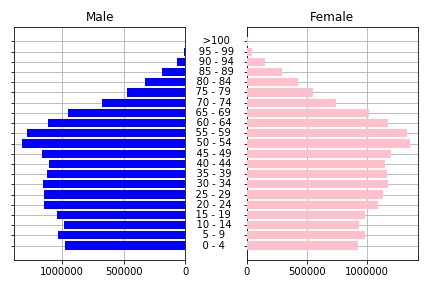 Male Female
>100
95 - 99
90 - 94
85 - 89
80 - 84
75 - 79
70 - 74
65 - 69
60 - 64
55 - 59
50 - 54
45 - 49
40 - 44
35 - 39
30 - 34
25 - 29
20 - 24
15 - 19
10 - 14
5 - 9
0 - 4
1000000 500000 0 0 500000 1000000